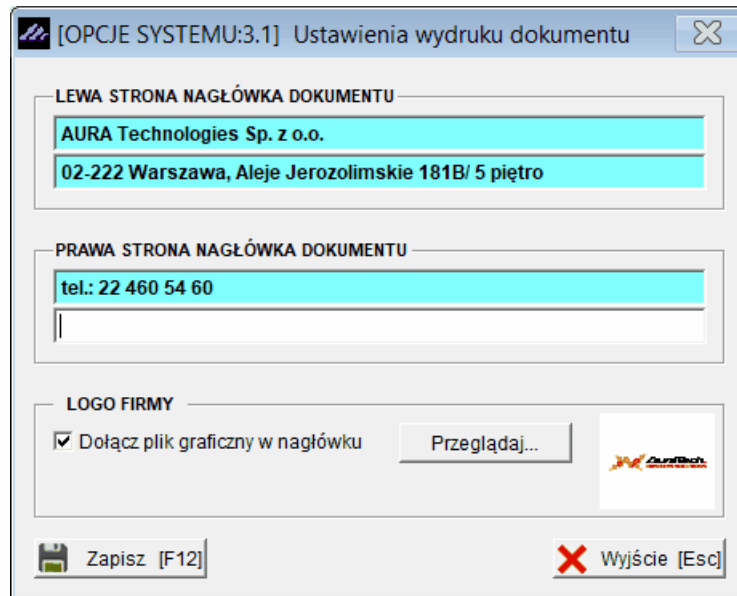 [OPCJE SYSTEMU:3.1] Ustawienia wydruku dokumentu
LEWA STRONA NAGŁÓWKA DOKUMENTU
AURA Technologies Sp. z o.o.
02-222 Warszawa, Aleje Jerozolimskie 181B/ 5 piętro
PRAWA STRONA NAGŁÓWKA DOKUMENTU
tel.: 22 460 54 60
LOGO FIRMY
Dołącz plik graficzny w nagłówku
Przeglądaj...
AuraTech
Zapisz [F12]
Wyjście [Esc]